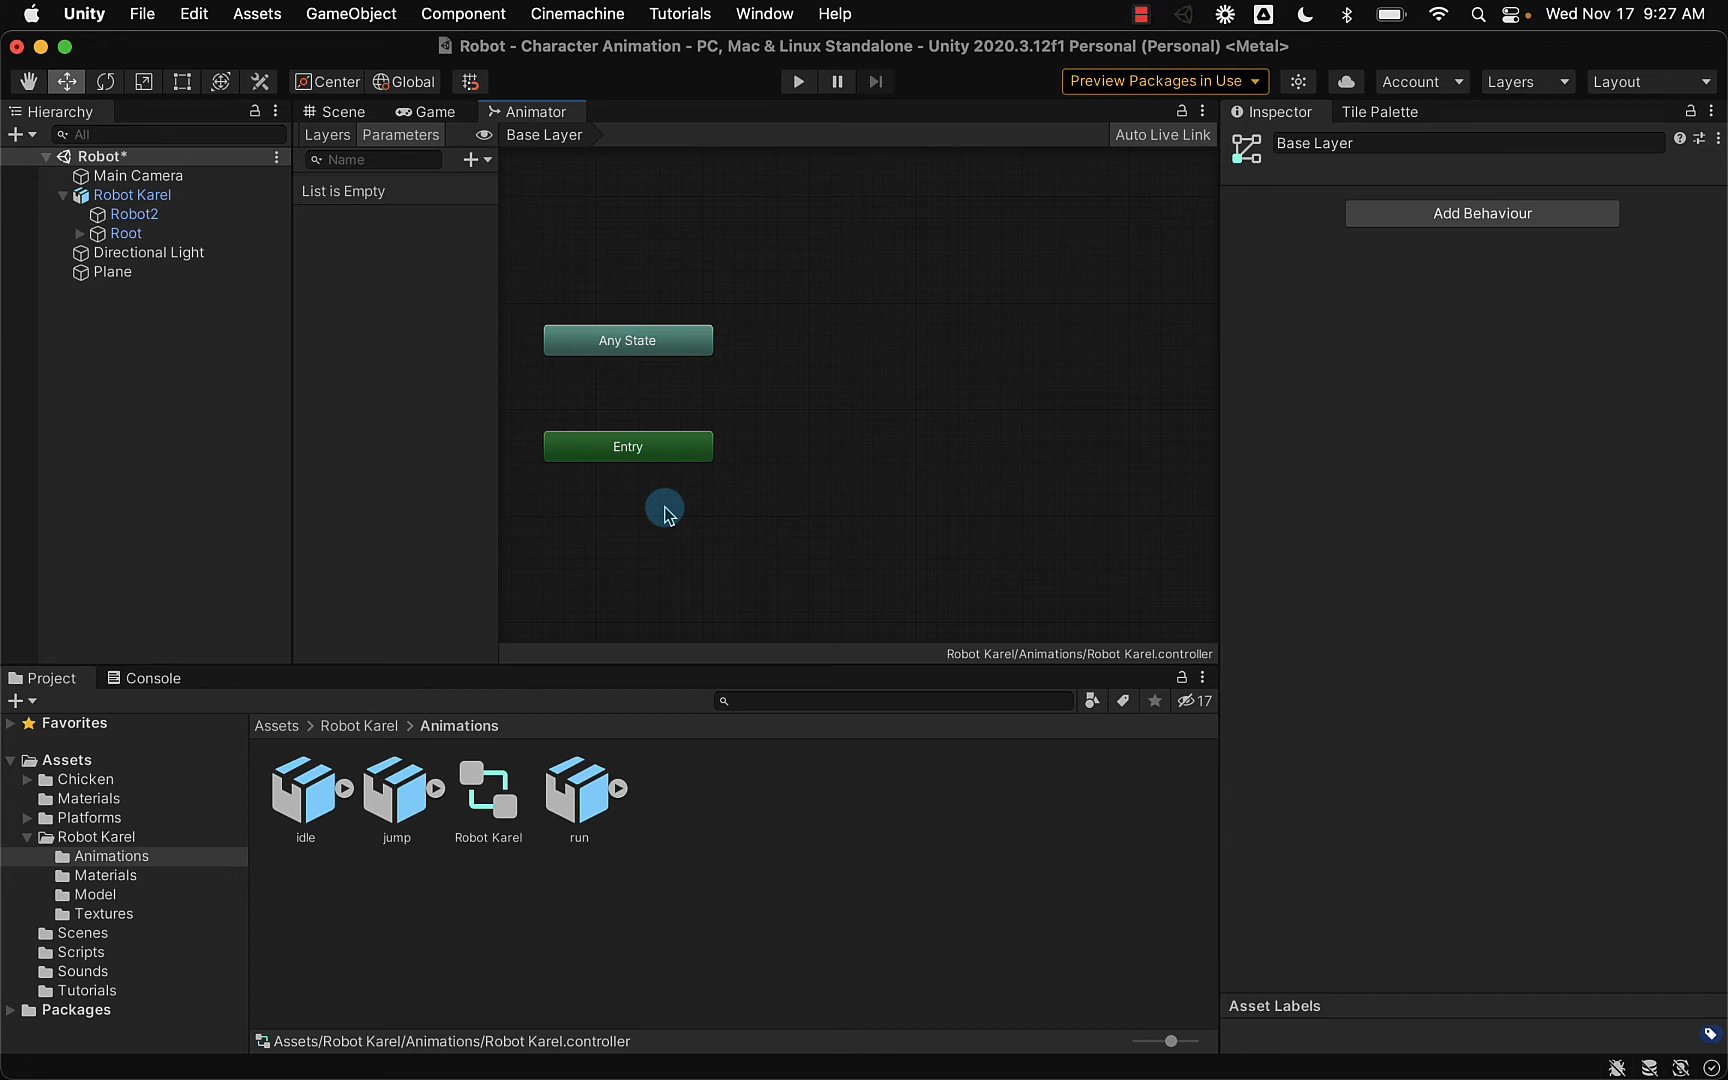 Unity File Edit Assets GameObject Component Cinemachine Tutorials Window Help Wed Nov 17 9:27 AM
Robot - Character Animation - PC, Mac & Linux Standalone - Unity 2020.3.12f1 Personal (Personal) <Metal>
Center Global Preview Packages in Use Account Layers Layout
Hierarchy
All
Robot*
Main Camera
Robot Karel
Robot2
Root
Directional Light
Plane
Scene Game Animator
Layers Parameters Base Layer Auto Live Link
Name
List is Empty
Any State
Entry
Robot Karel/Animations/Robot Karel.controller
Inspector Tile Palette
Base Layer
Add Behaviour
Asset Labels
Project Console
17
Favorites
Assets
Chicken
Materials
Platforms
Robot Karel
Animations
Materials
Model
Textures
Scenes
Scripts
Sounds
Tutorials
Packages
Assets > Robot Karel > Animations
idle jump Robot Karel run
Assets/Robot Karel/Animations/Robot Karel.controller